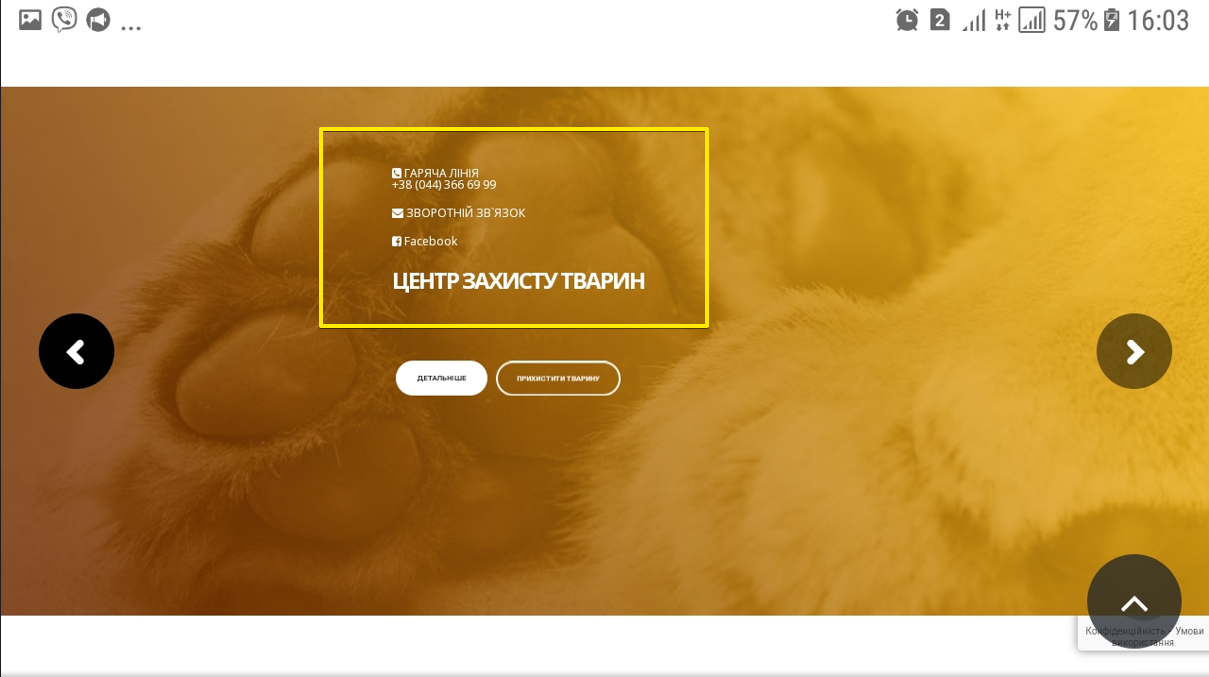 ... 2 H+ 57% 16:03
ГАРЯЧА ЛІНІЯ
+38 (044) 366 69 99
ЗВОРОТНІЙ ЗВ`ЯЗОК
Facebook
ЦЕНТР ЗАХИСТУ ТВАРИН
ДЕТАЛЬНІШЕ ПРИХИСТИТИ ТВАРИНУ
Конфіденційність - Умови
використання